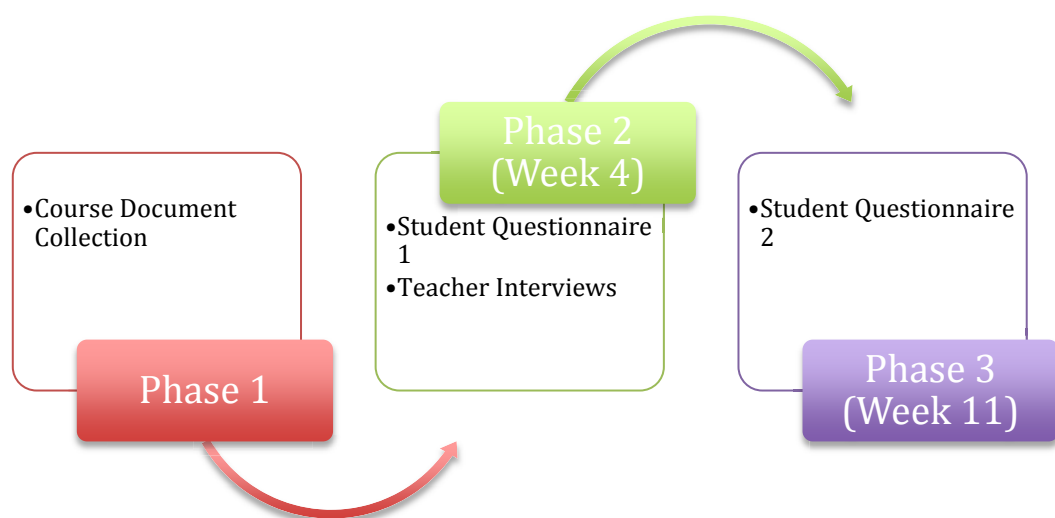 •Course Document
Collection
Phase 1
Phase 2
(Week 4)
•Student Questionnaire
1
•Teacher Interviews
•Student Questionnaire
2
Phase 3
(Week 11)